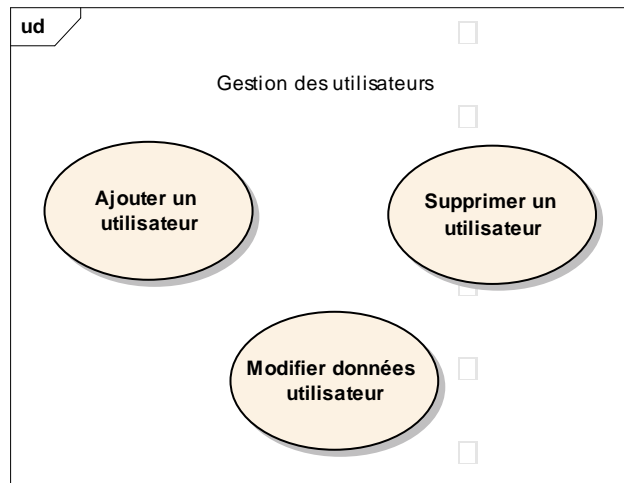 ud
Gestion des utilisateurs
Ajouter un
utilisateur
Supprimer un
utilisateur
Modifier données
utilisateur